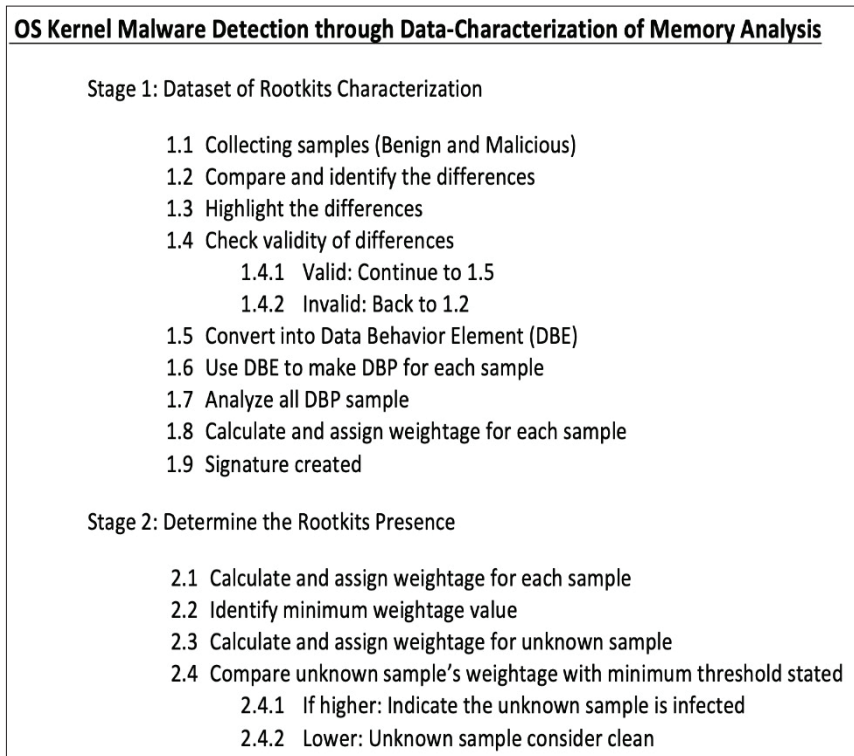 OS Kernel Malware Detection through Data-Characterization of Memory Analysis
Stage 1: Dataset of Rootkits Characterization
1.1 Collecting samples (Benign and Malicious)
1.2 Compare and identify the differences
1.3 Highlight the differences
1.4 Check validity of differences
1.4.1 Valid: Continue to 1.5
1.4.2 Invalid: Back to 1.2
1.5 Convert into Data Behavior Element (DBE)
1.6 Use DBE to make DBP for each sample
1.7 Analyze all DBP sample
1.8 Calculate and assign weightage for each sample
1.9 Signature created
Stage 2: Determine the Rootkits Presence
2.1 Calculate and assign weightage for each sample
2.2 Identify minimum weightage value
2.3 Calculate and assign weightage for unknown sample
2.4 Compare unknown sample's weightage with minimum threshold stated
2.4.1 If higher: Indicate the unknown sample is infected
2.4.2 Lower: Unknown sample consider clean